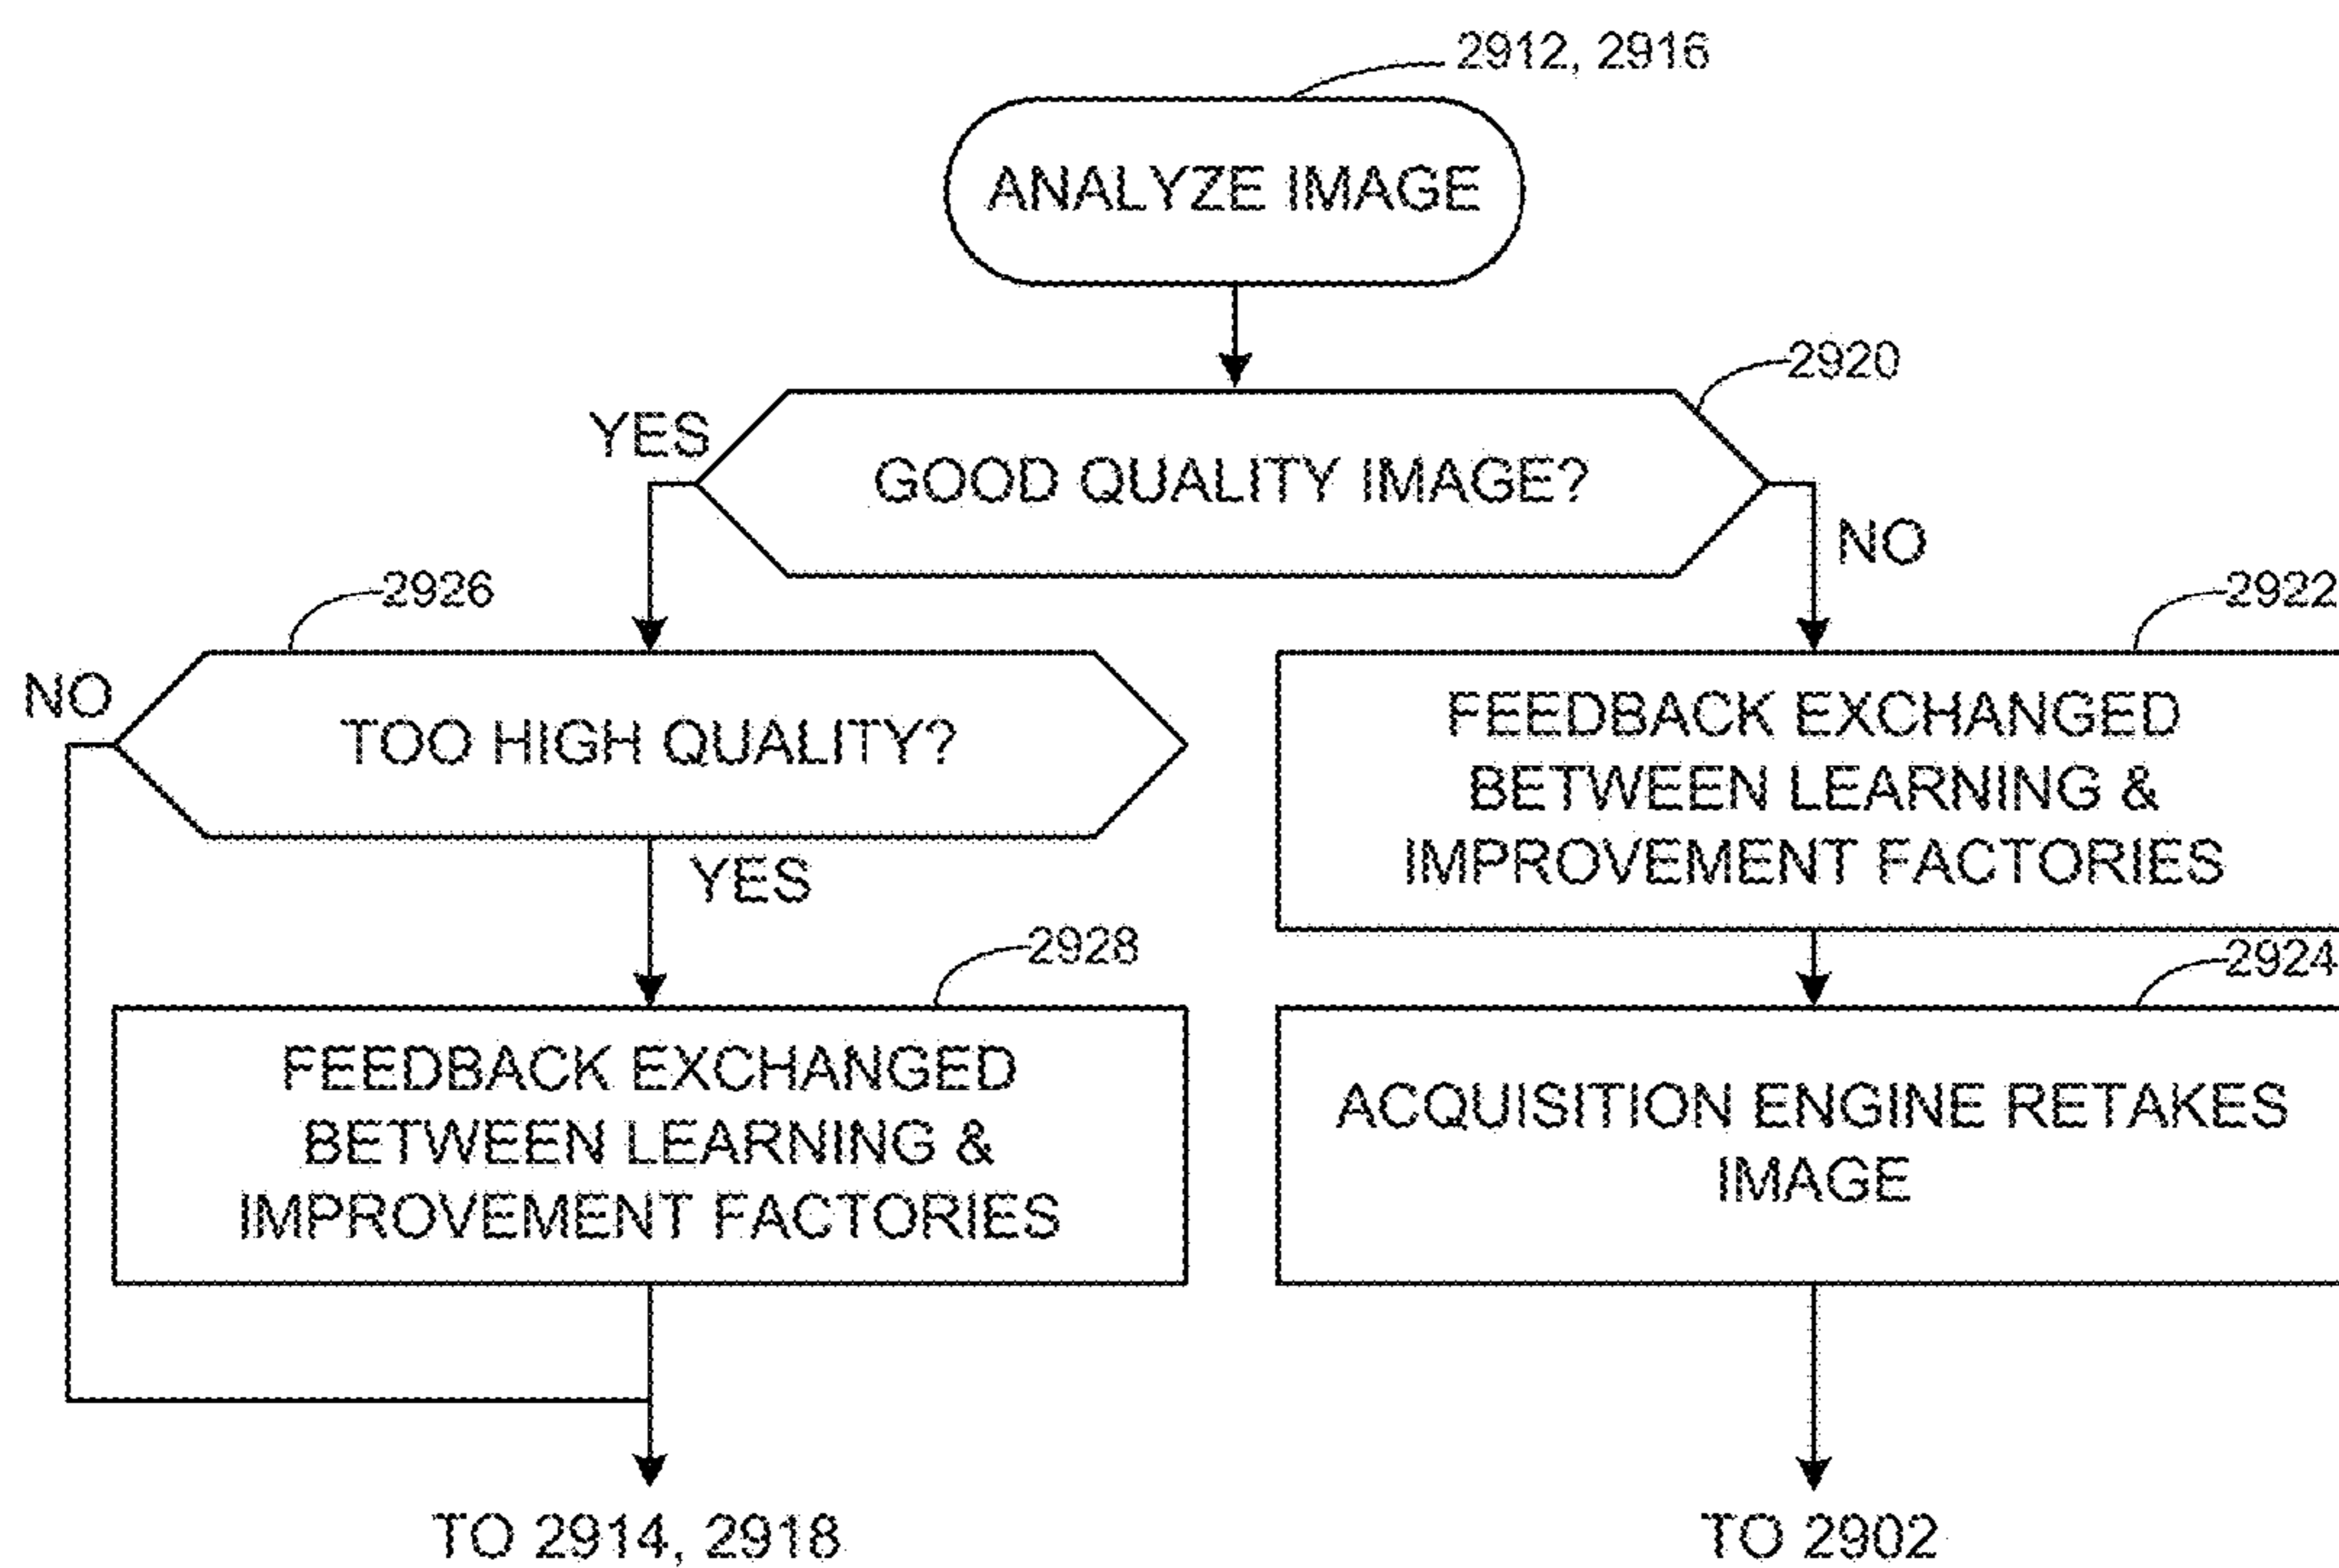 2912, 2916
ANALYZE IMAGE
2920
YES
GOOD QUALITY IMAGE?
NO
2926
2922
NO
TOO HIGH QUALITY?
FEEDBACK EXCHANGED
BETWEEN LEARNING &
IMPROVEMENT FACTORIES
YES
2928
2924
FEEDBACK EXCHANGED
BETWEEN LEARNING &
IMPROVEMENT FACTORIES
ACQUISITION ENGINE RETAKES
IMAGE
TO 2914, 2918
TO 2902